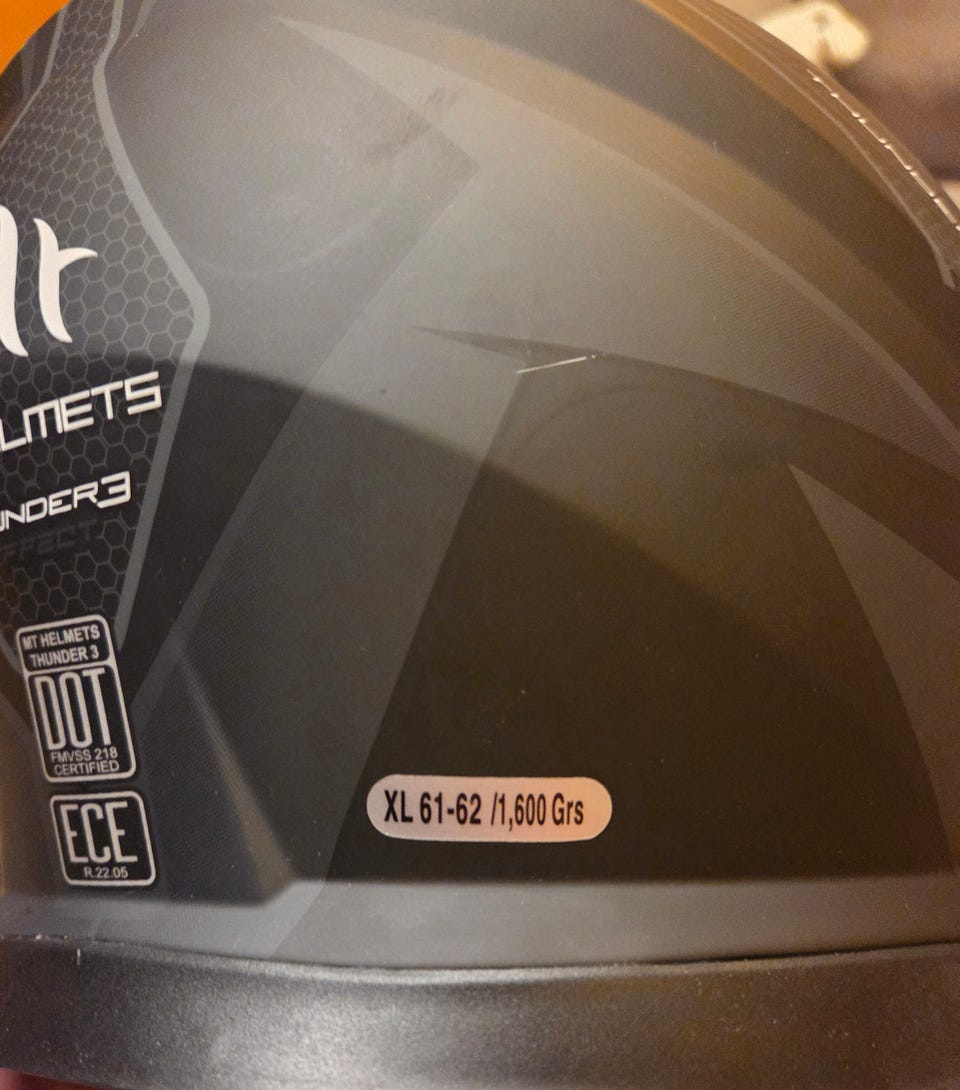 LMETS
UNDER3
EFFECT
MT HELMETS
THUNDER 3
DOT
FMVSS 218
CERTIFIED
ECE
R.22.05
XL 61-62 /1,600 Grs